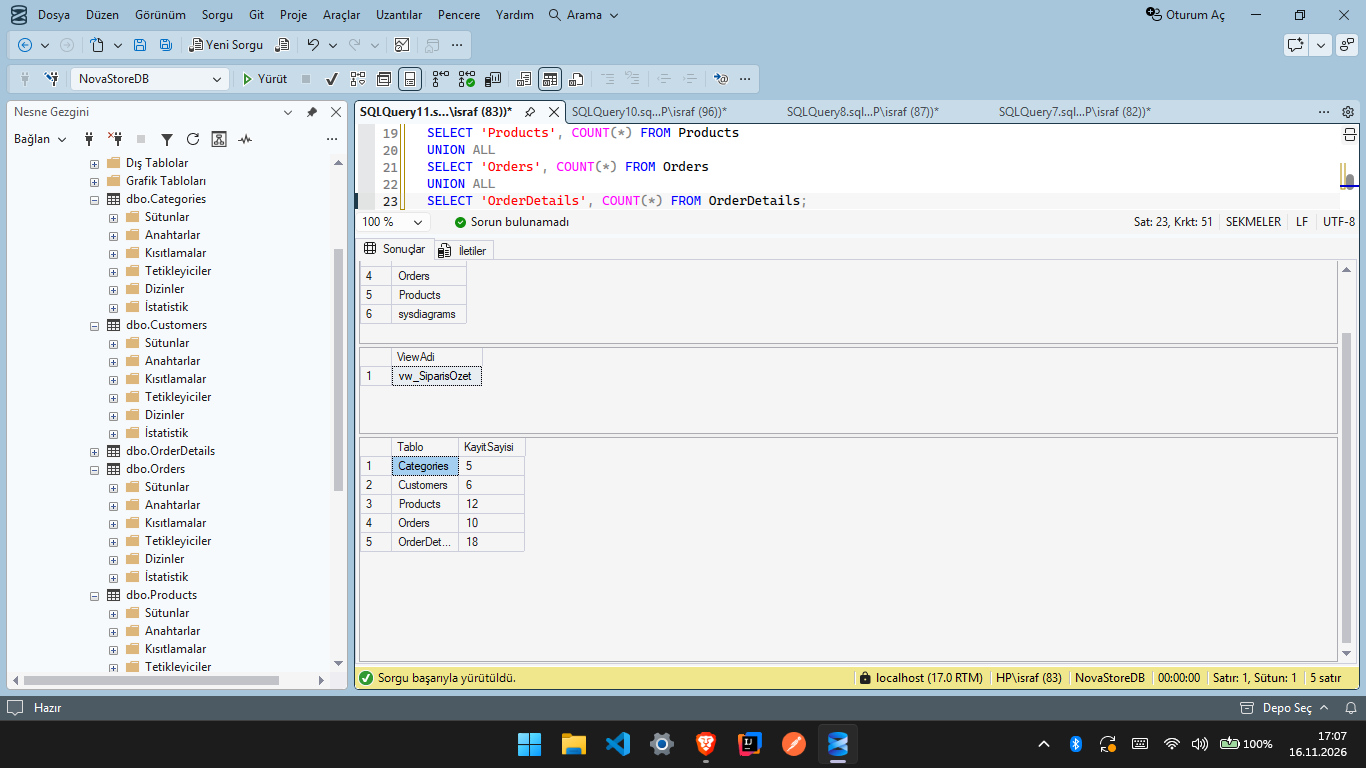 Dosya Düzen Görünüm Sorgu Git Proje Araçlar Uzantılar Pencere Yardım Arama Oturum Aç
Yeni Sorgu
NovaStoreDB Yürüt
Nesne Gezgini
Bağlan
Dış Tablolar
Grafik Tabloları
dbo.Categories
Sütunlar
Anahtarlar
Kısıtlamalar
Tetikleyiciler
Dizinler
İstatistik
dbo.Customers
Sütunlar
Anahtarlar
Kısıtlamalar
Tetikleyiciler
Dizinler
İstatistik
dbo.OrderDetails
dbo.Orders
Sütunlar
Anahtarlar
Kısıtlamalar
Tetikleyiciler
Dizinler
İstatistik
dbo.Products
Sütunlar
Anahtarlar
Kısıtlamalar
Tetikleyiciler
SQLQuery11.s...\israf (83))* SQLQuery10.sq...P\israf (96))* SQLQuery8.sql...P\israf (87))* SQLQuery7.sql...P\israf (82))*
19 SELECT 'Products', COUNT(*) FROM Products
20 UNION ALL
21 SELECT 'Orders', COUNT(*) FROM Orders
22 UNION ALL
23 SELECT 'OrderDetails', COUNT(*) FROM OrderDetails;
100 % Sorun bulunamadı Sat: 23, Krkt: 51 SEKMELER LF UTF-8
Sonuçlar İletiler
4 Orders
5 Products
6 sysdiagrams
ViewAdi
1 vw_SiparisOzet
Tablo KayitSayisi
1 Categories 5
2 Customers 6
3 Products 12
4 Orders 10
5 OrderDet... 18
Sorgu başarıyla yürütüldü. localhost (17.0 RTM) HP\israf (83) NovaStoreDB 00:00:00 Satır: 1, Sütun: 1 5 satır
Hazır Depo Seç
100% 17:07
16.11.2026